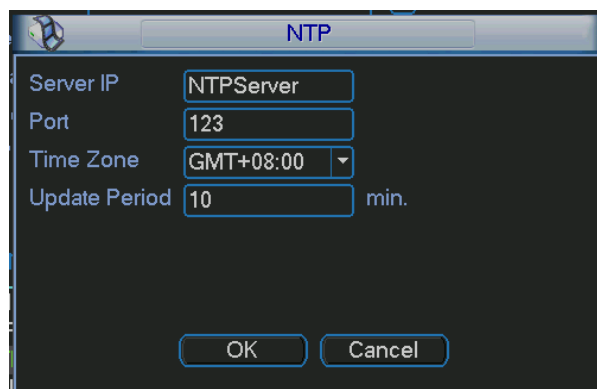 NTP
Server IP NTPServer
Port 123
Time Zone GMT+08:00
Update Period 10 min.
OK Cancel